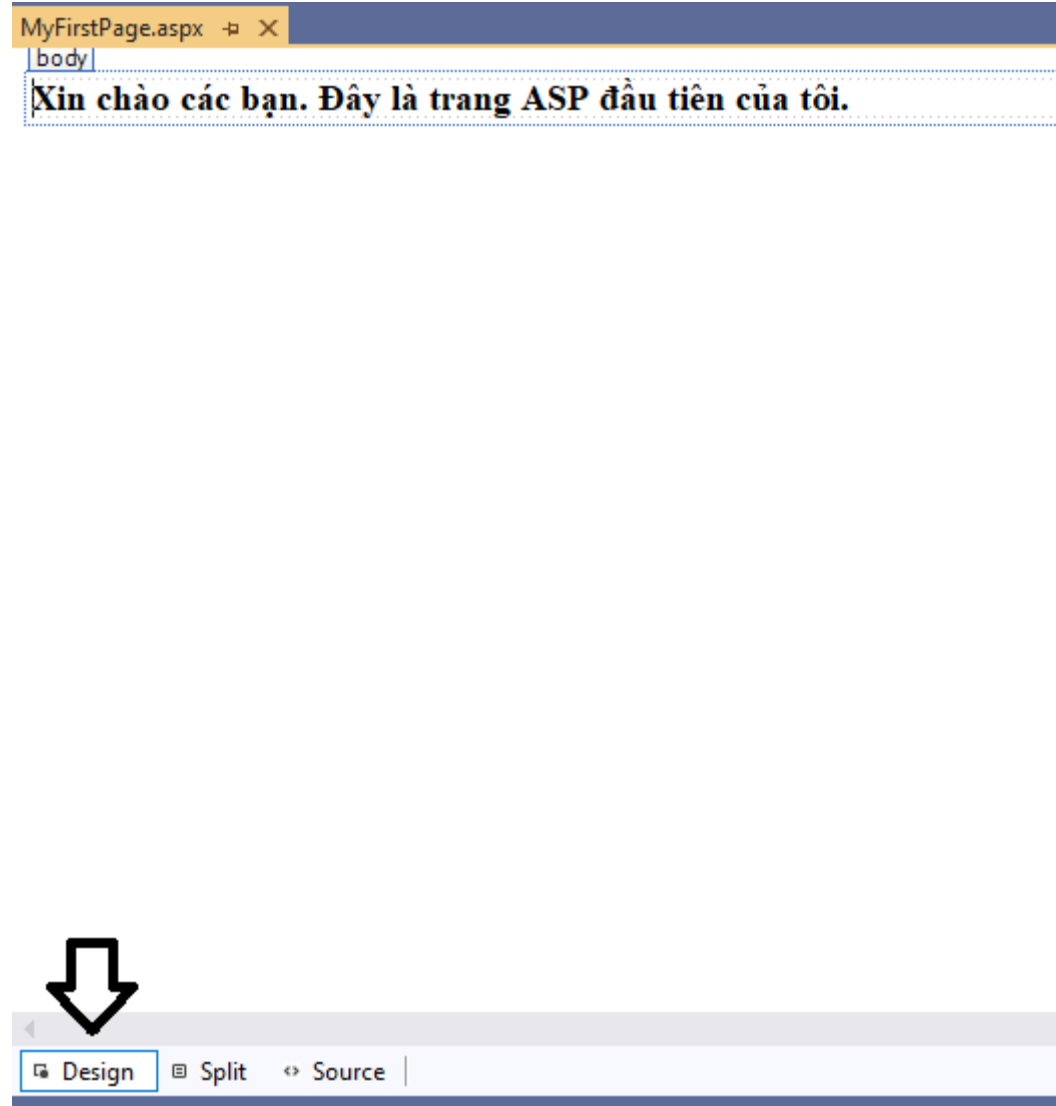 MyFirstPage.aspx
body
Xin chào các bạn. Đây là trang ASP đầu tiên của tôi.
Design Split Source